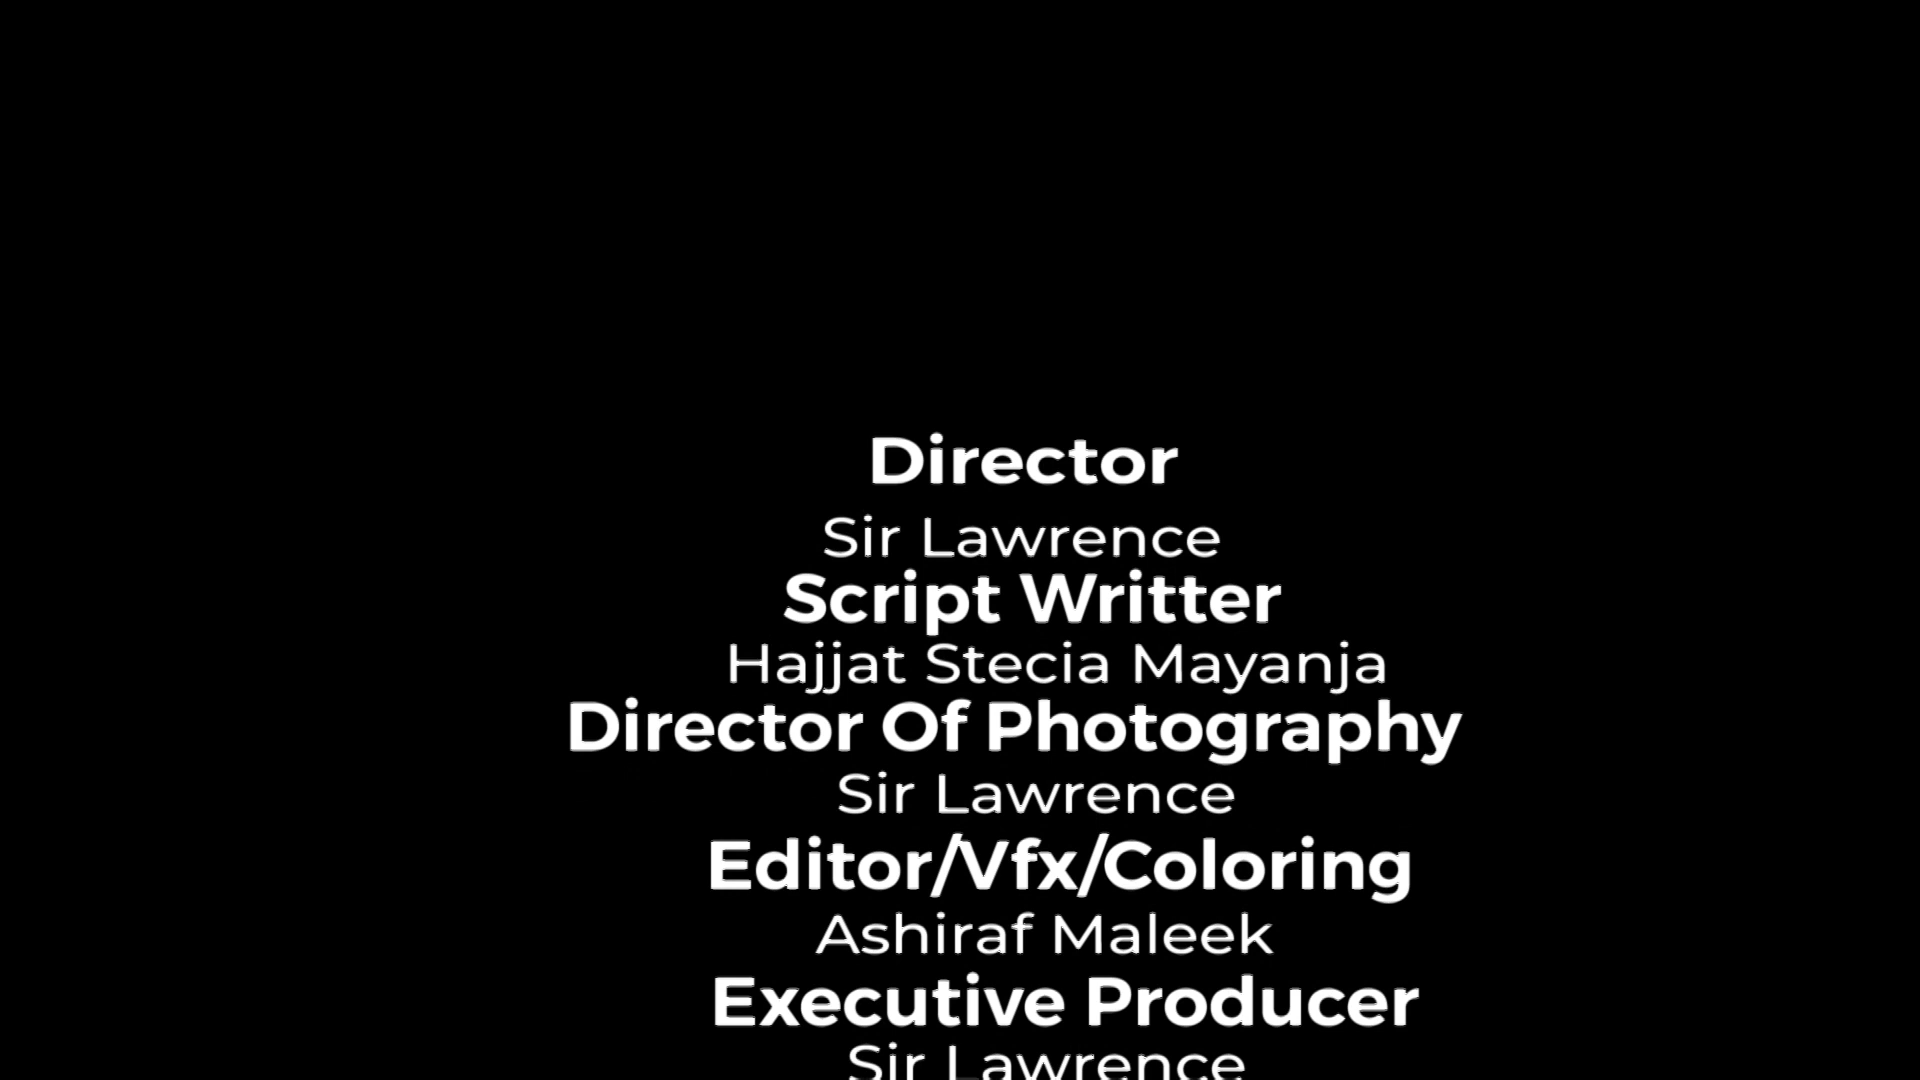 Director
Sir Lawrence
Script Writter
Hajjat Stecia Mayanja
Director Of Photography
Sir Lawrence
Editor/Vfx/Coloring
Ashiraf Maleek
Executive Producer
Sir Lawrence